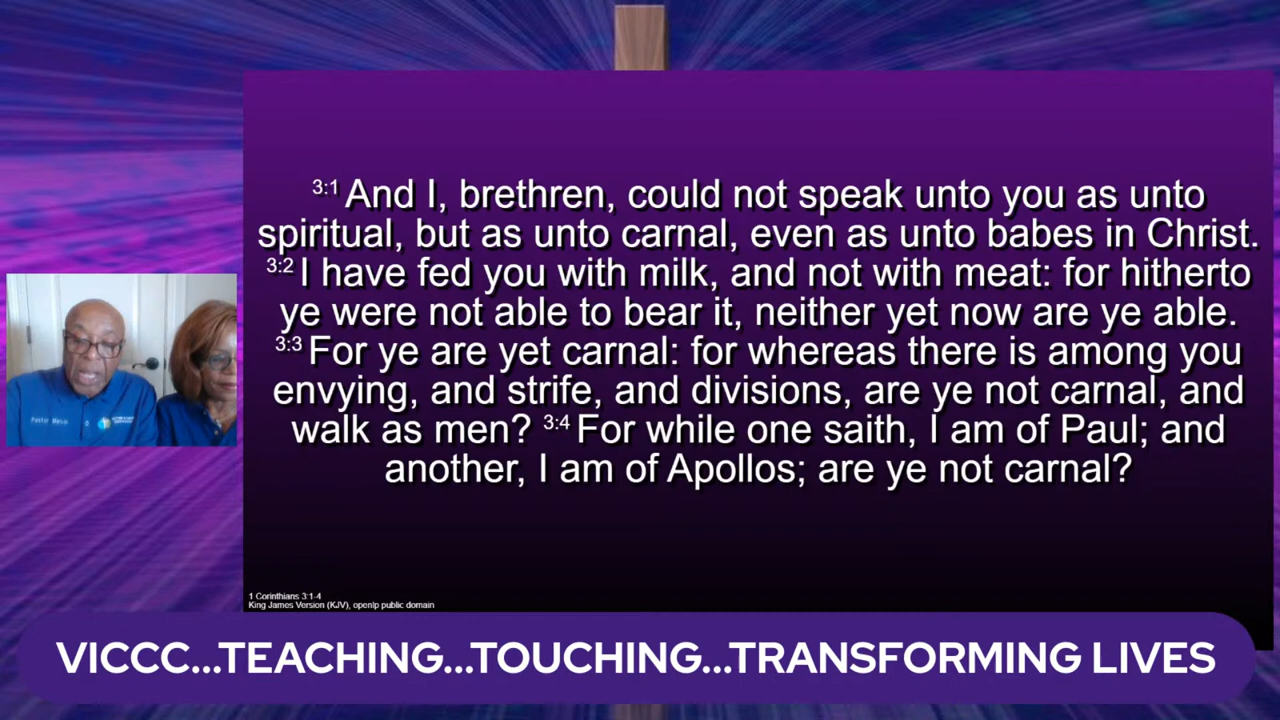 3:1 And I, brethren, could not speak unto you as unto
spiritual, but as unto carnal, even as unto babes in Christ.
3:2 I have fed you with milk, and not with meat: for hitherto
ye were not able to bear it, neither yet now are ye able.
3:3 For ye are yet carnal: for whereas there is among you
envying, and strife, and divisions, are ye not carnal, and
walk as men? 3:4 For while one saith, I am of Paul; and
another, I am of Apollos; are ye not carnal?
Pastor
1 Corinthians 3:1-4
King James Version (KJV), openlp public domain
VICCC...TEACHING...TOUCHING...TRANSFORMING LIVES